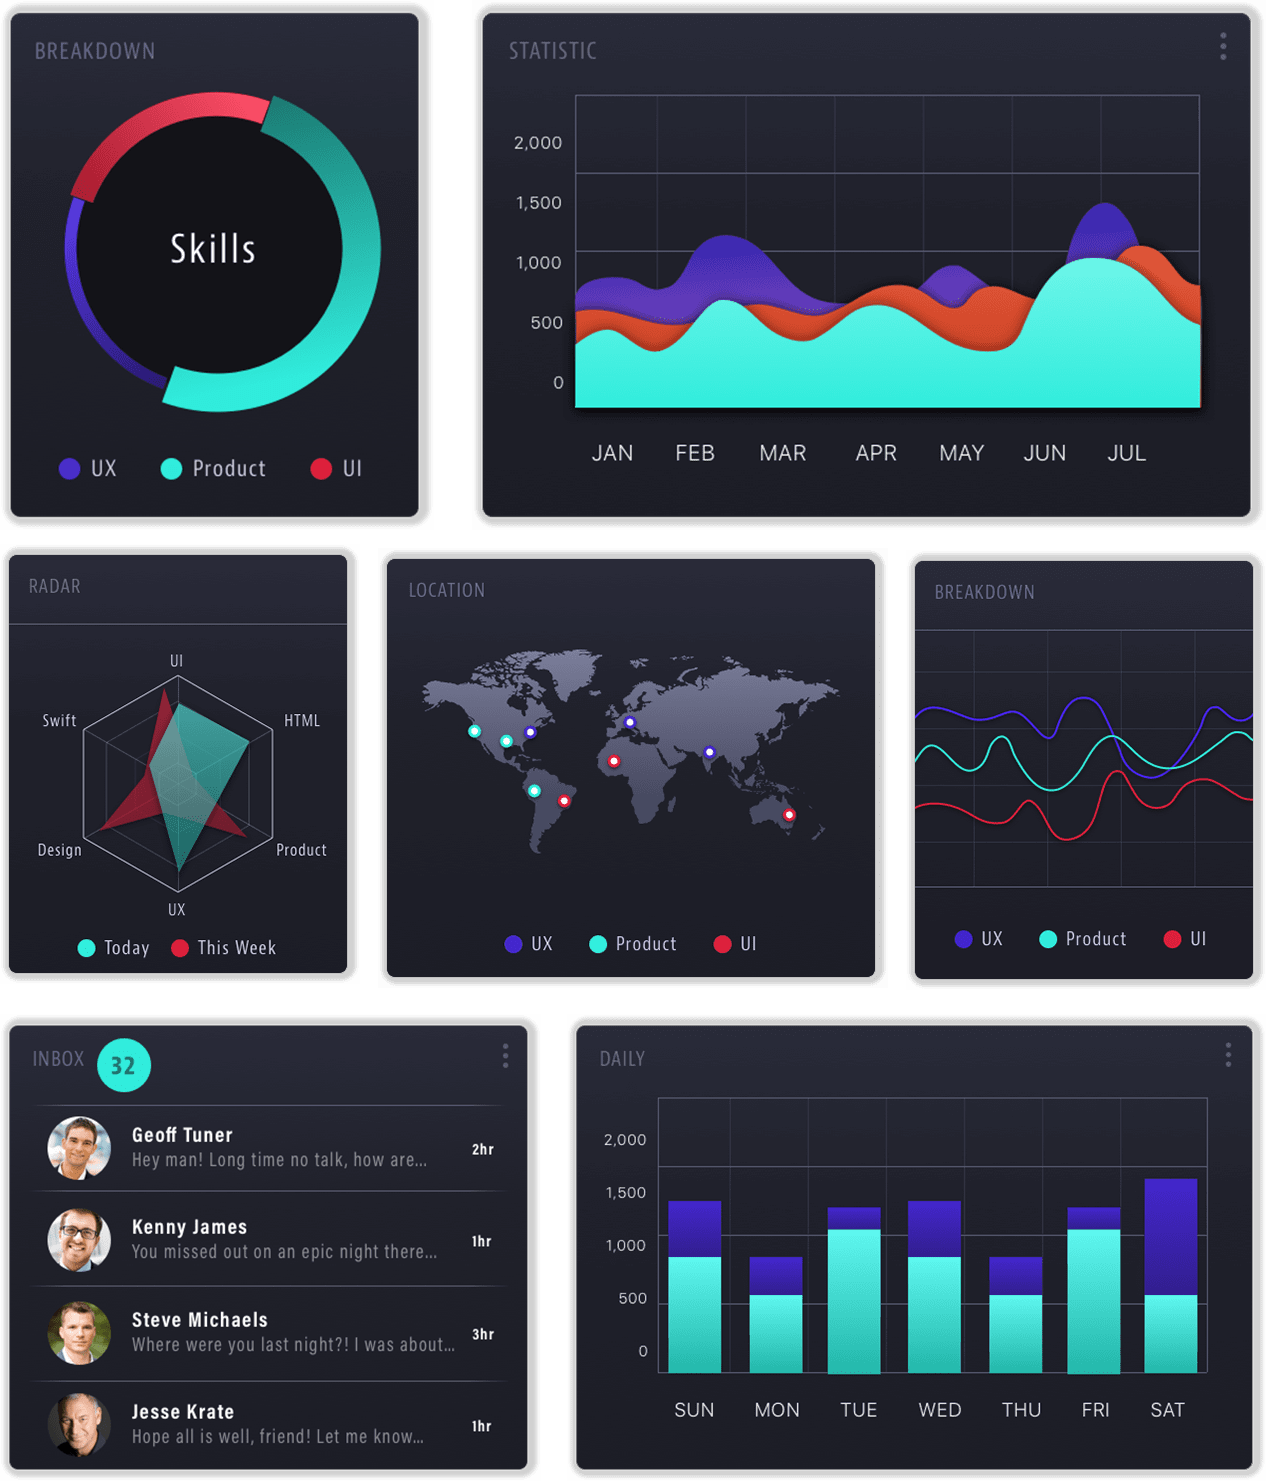 BREAKDOWN
Skills
UX Product UI
STATISTIC
2,000
1,500
1,000
500
0
JAN FEB MAR APR MAY JUN JUL
RADAR
UI
Swift HTML
Design Product
UX
Today This Week
LOCATION
UX Product UI
BREAKDOWN
UX Product UI
INBOX 32
Geoff Tuner
Hey man! Long time no talk, how are...
2hr
Kenny James
You missed out on an epic night there...
1hr
Steve Michaels
Where were you last night?! I was about...
3hr
Jesse Krate
Hope all is well, friend! Let me know...
1hr
DAILY
2,000
1,500
1,000
500
0
SUN MON TUE WED THU FRI SAT